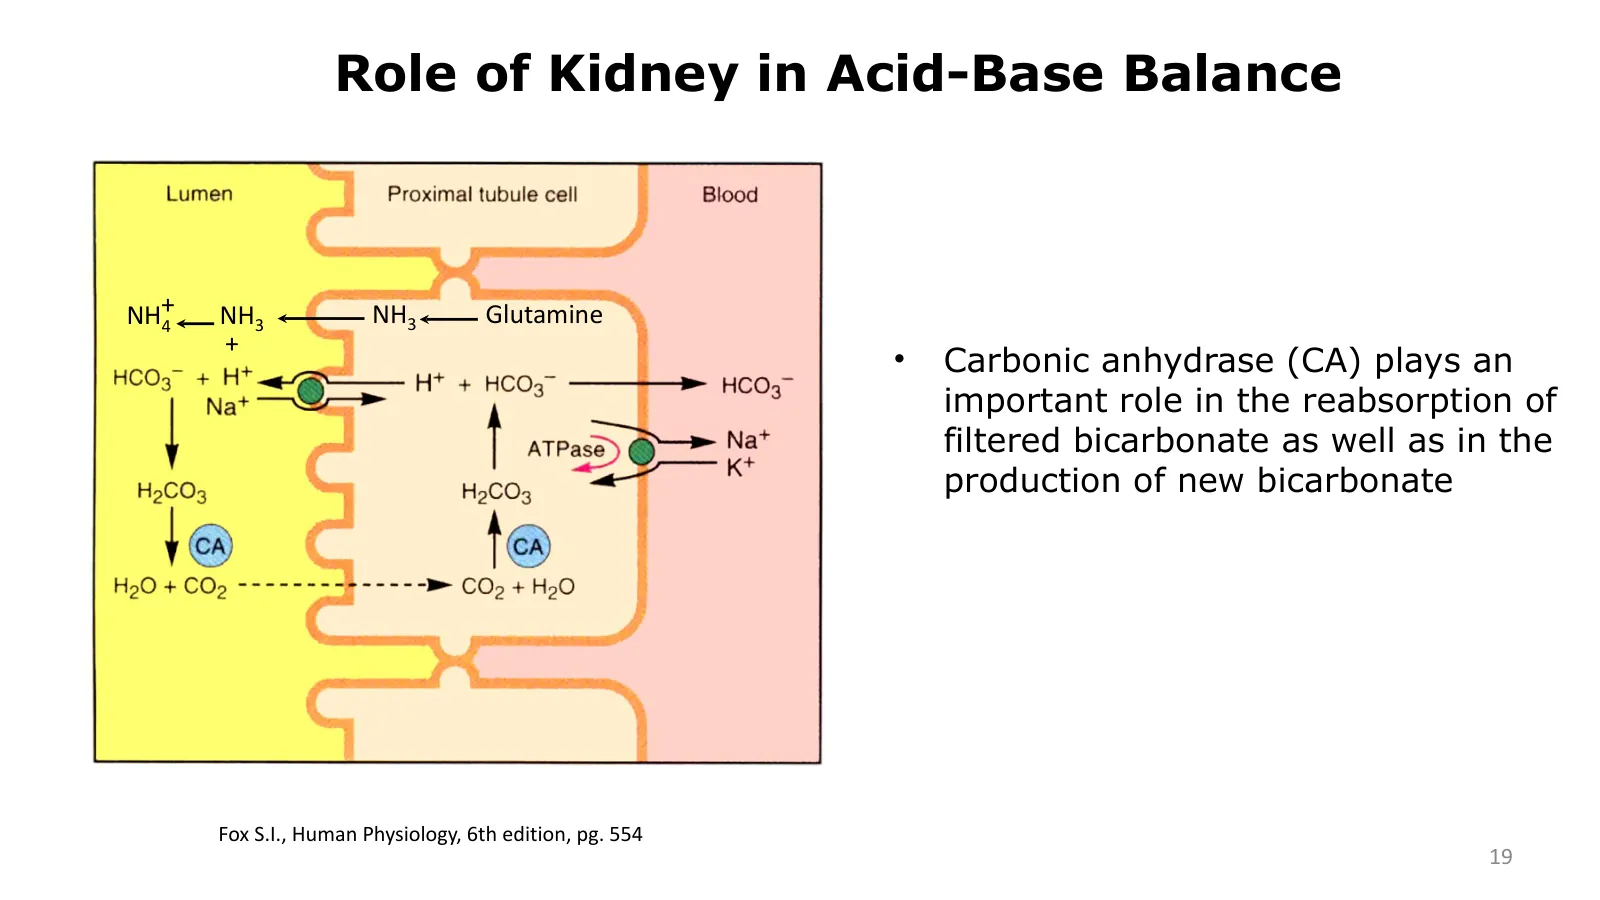 Role of Kidney in Acid-Base Balance
Lumen
Proximal tubule cell
Blood
NH₄⁺
NH₃
NH₃
Glutamine
+
HCO₃⁻ + H⁺
H⁺ + HCO₃⁻
HCO₃⁻
Na⁺
ATPase
Na⁺
K⁺
H₂CO₃
H₂CO₃
CA
CA
H₂O + CO₂
CO₂ + H₂O
• Carbonic anhydrase (CA) plays an
important role in the reabsorption of
filtered bicarbonate as well as in the
production of new bicarbonate
Fox S.I., Human Physiology, 6th edition, pg. 554
19